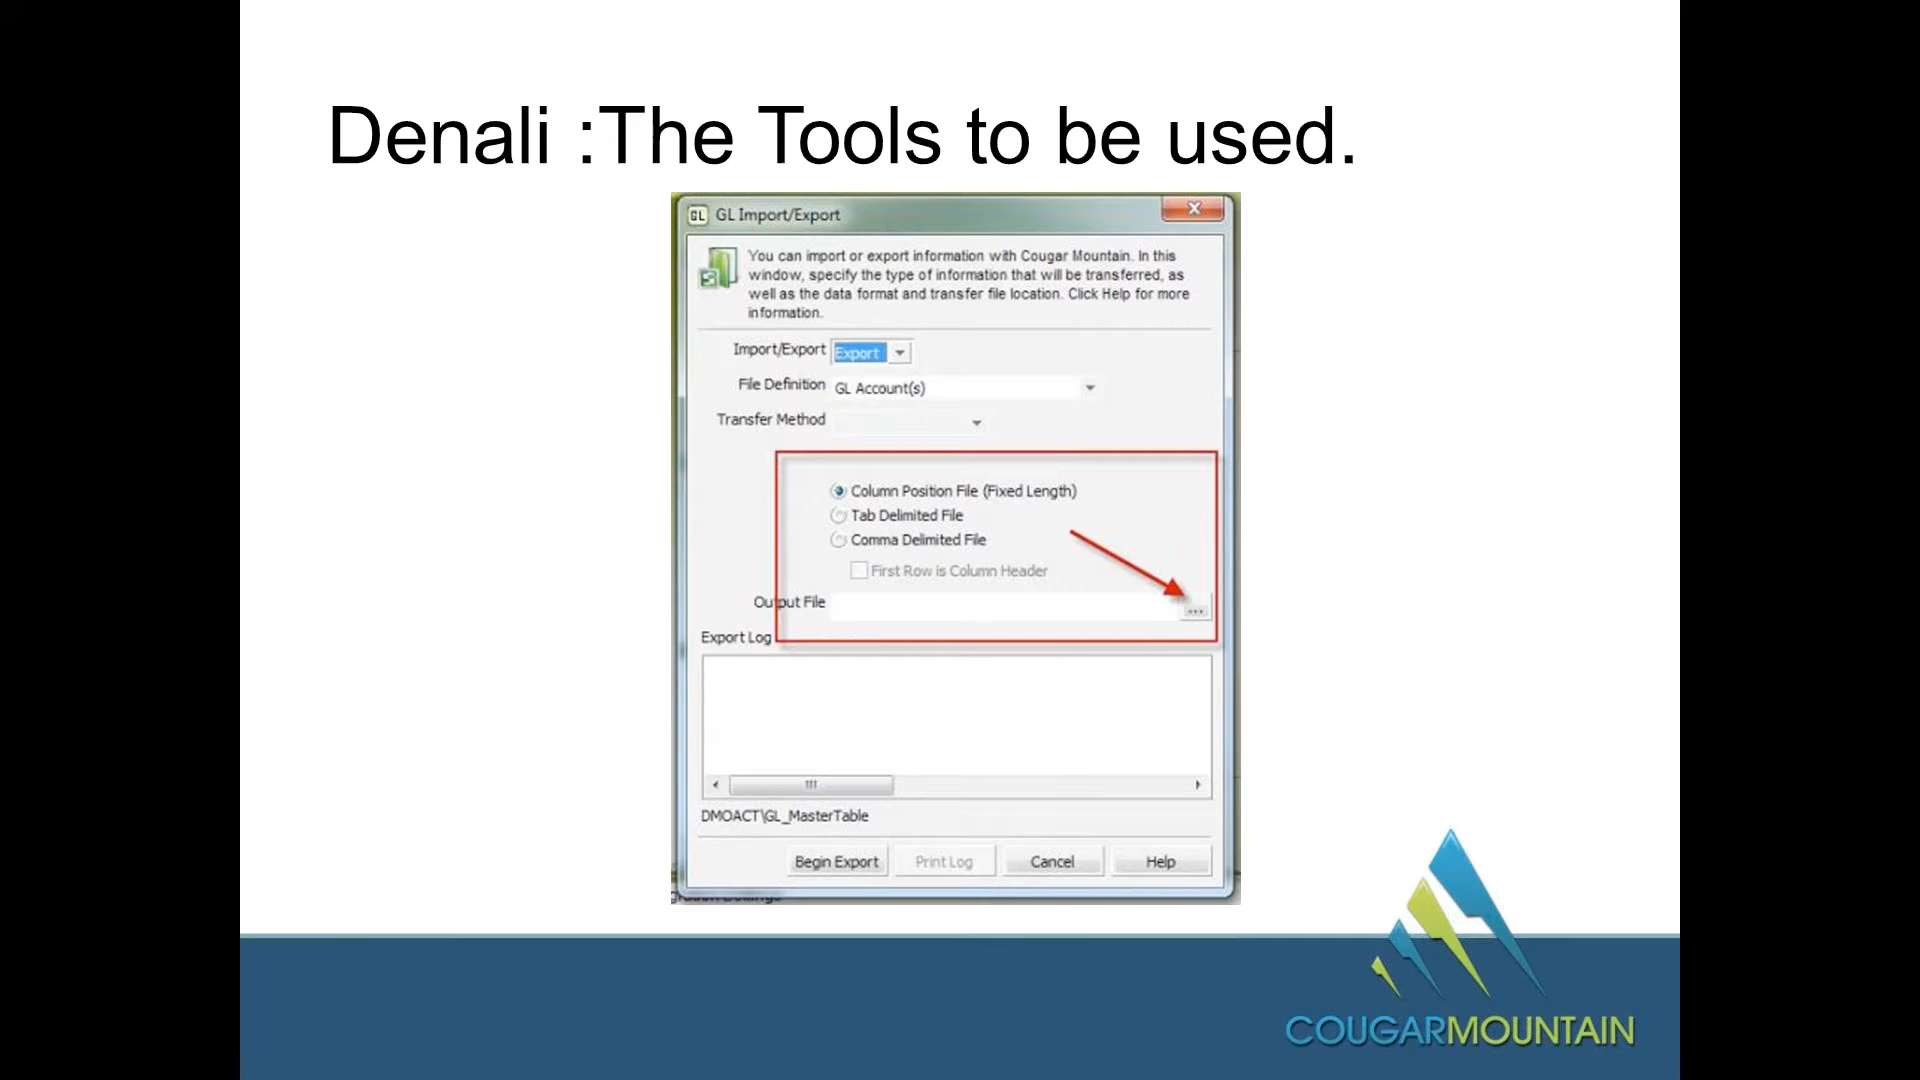 Denali :The Tools to be used.
GL GL Import/Export
You can import or export information with Cougar Mountain. In this
window, specify the type of information that will be transferred, as
well as the data format and transfer file location. Click Help for more
information.
Import/Export Export
File Definition GL Account(s)
Transfer Method
Column Position File (Fixed Length)
Tab Delimited File
Comma Delimited File
First Row is Column Header
Output File ...
Export Log
DMOACT\GL_MasterTable
Begin Export Print Log Cancel Help
COUGARMOUNTAIN